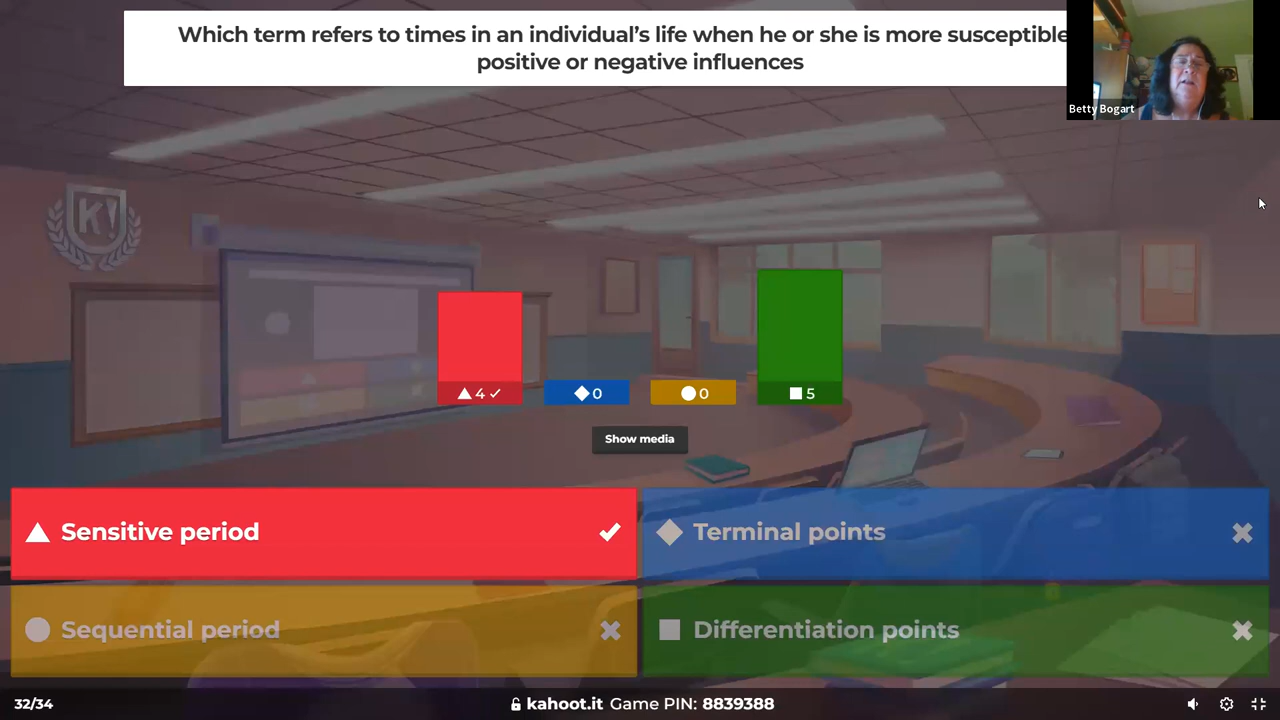 Which term refers to times in an individual's life when he or she is more susceptible
positive or negative influences
Betty Bogart
K!
4
0
0
5
Show media
Sensitive period
Terminal points
Sequential period
Differentiation points
32/34
kahoot.it Game PIN: 8839388